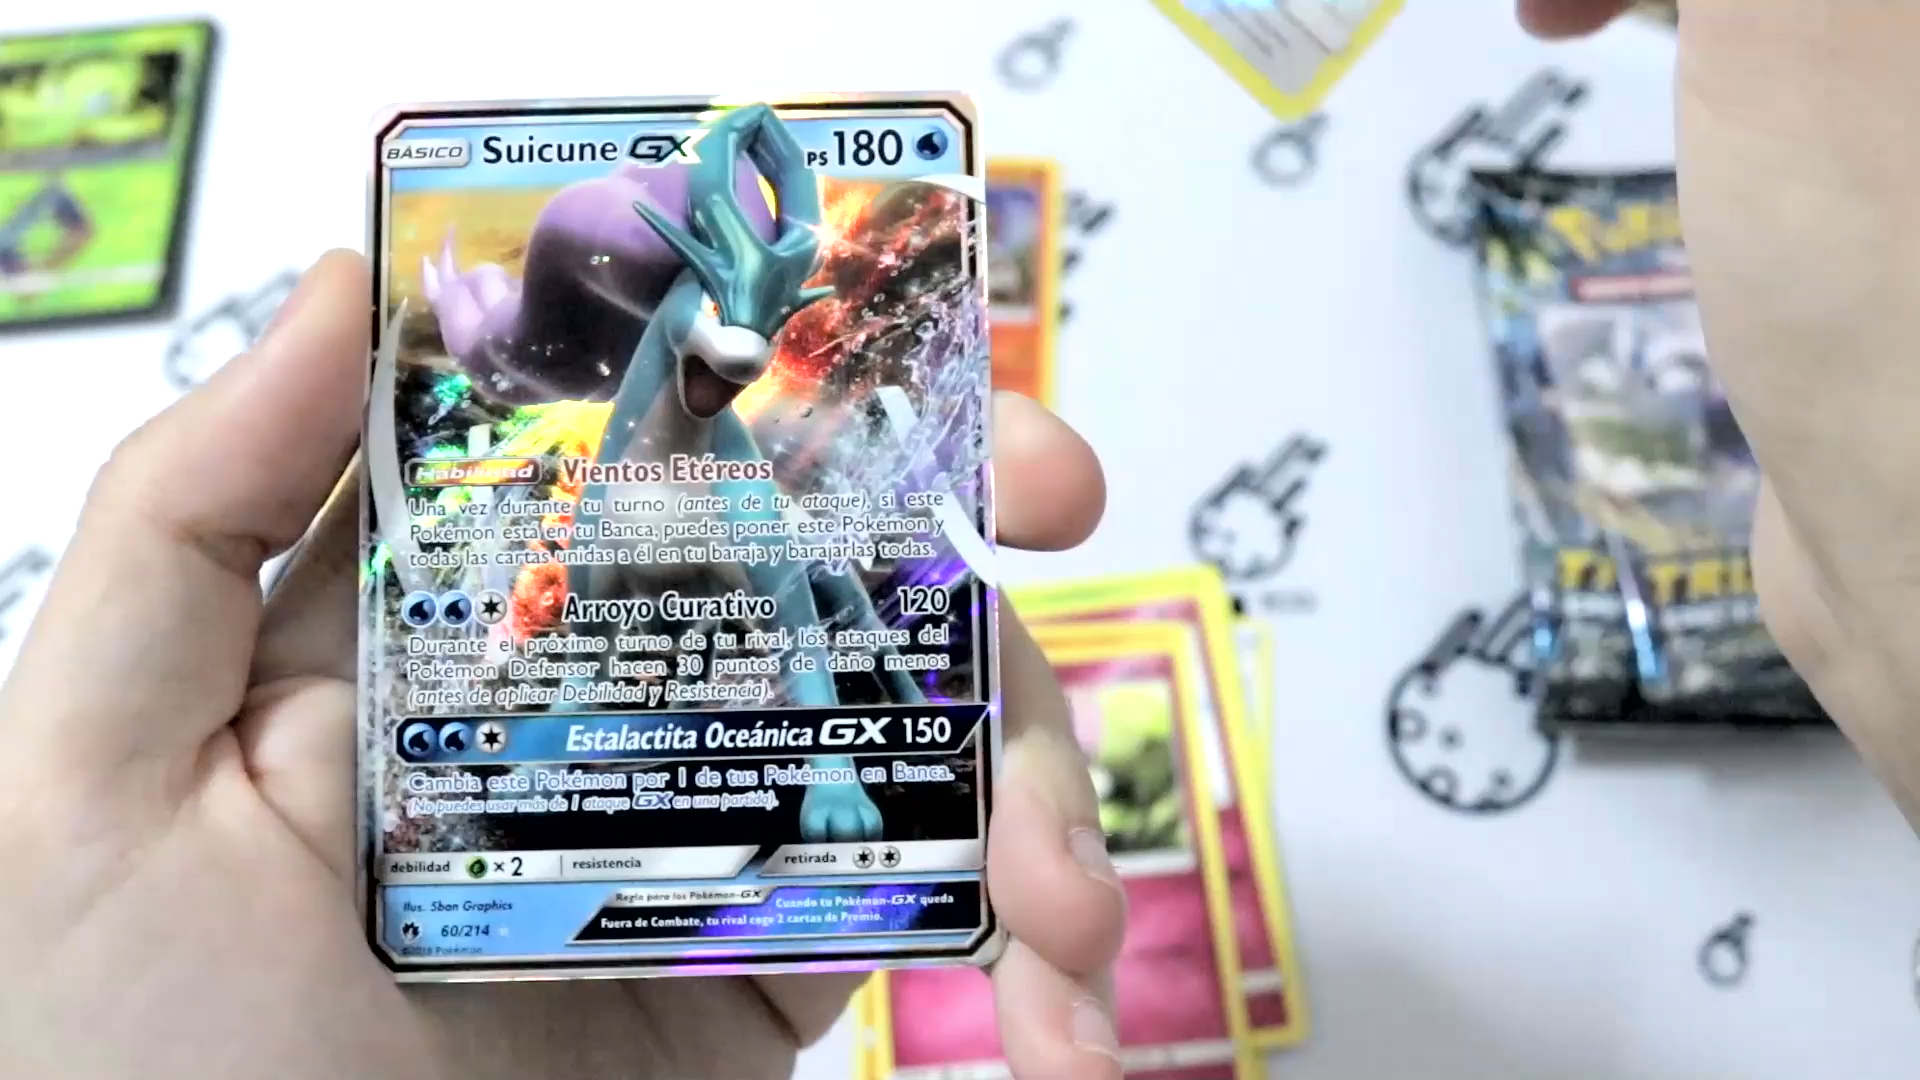 BÁSICO Suicune GX PS 180
Habilidad Vientos Etéreos
Una vez durante tu turno (antes de tu ataque), si este
Pokémon está en tu Banca, puedes poner este Pokémon y
todas las cartas unidas a él en tu baraja y barajarlas todas.
Arroyo Curativo 120
Durante el próximo turno de tu rival, los ataques del
Pokémon Defensor hacen 30 puntos de daño menos
(antes de aplicar Debilidad y Resistencia).
Estalactita Oceánica GX 150
Cambia este Pokémon por 1 de tus Pokémon en Banca.
(No puedes usar más de 1 ataque GX en una partida).
debilidad × 2 resistencia retirada
Illus. 5ban Graphics
60/214
©2018 Pokémon
Regla para los Pokémon-GX Cuando tu Pokémon-GX queda
Fuera de Combate, tu rival coge 2 cartas de Premio.